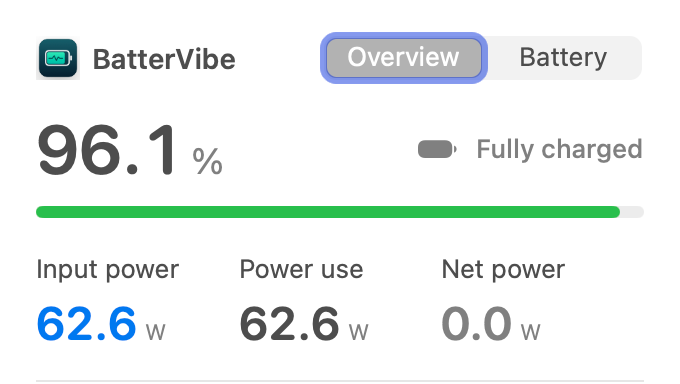 BatterVibe Overview Battery
96.1 % Fully charged
Input power Power use Net power
62.6 W 62.6 W 0.0 W